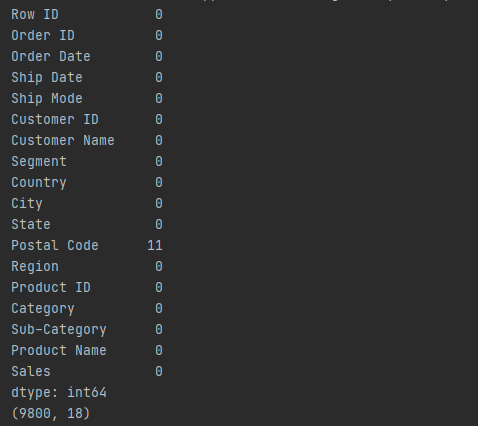 Row ID 0
Order ID 0
Order Date 0
Ship Date 0
Ship Mode 0
Customer ID 0
Customer Name 0
Segment 0
Country 0
City 0
State 0
Postal Code 11
Region 0
Product ID 0
Category 0
Sub-Category 0
Product Name 0
Sales 0
dtype: int64
(9800, 18)